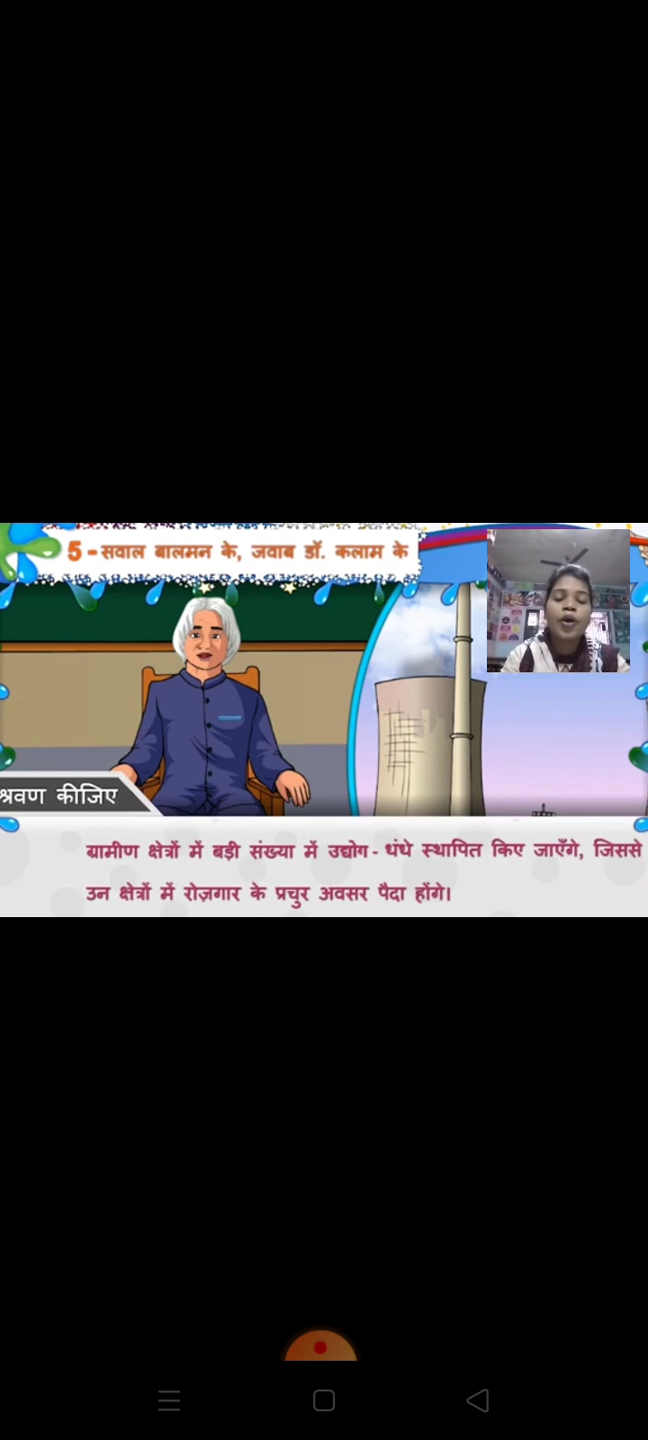 5 - सवाल बालमन के, जवाब डॉ. कलाम के
श्रवण कीजिए
ग्रामीण क्षेत्रों में बड़ी संख्या में उद्योग - धंधे स्थापित किए जाएँगे, जिससे
उन क्षेत्रों में रोज़गार के प्रचुर अवसर पैदा होंगे।